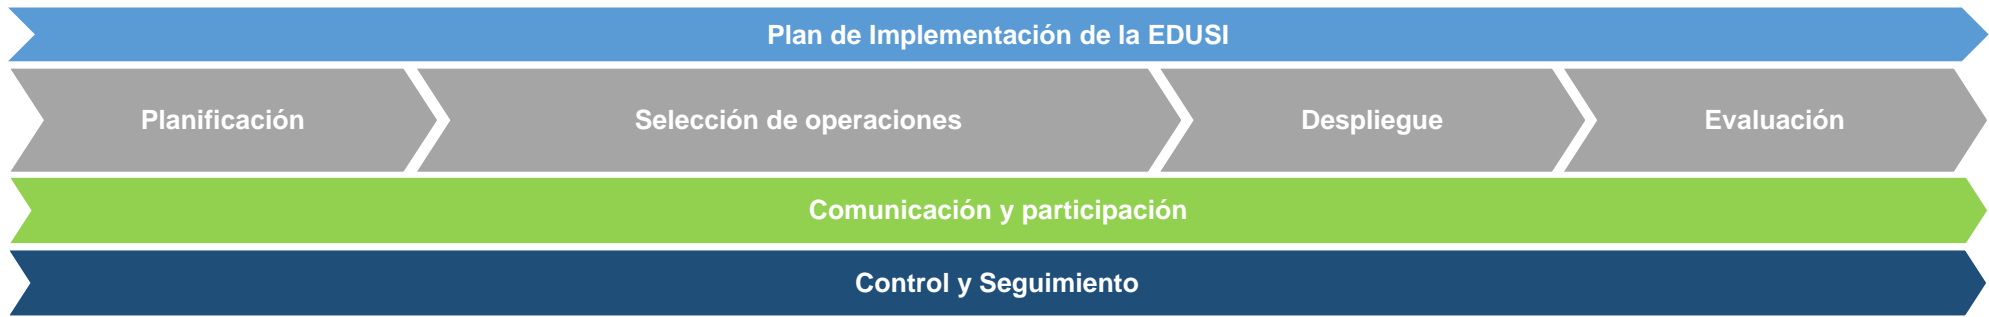 Plan de Implementación de la EDUSI
Planificación
Selección de operaciones
Despliegue
Evaluación
Comunicación y participación
Control y Seguimiento